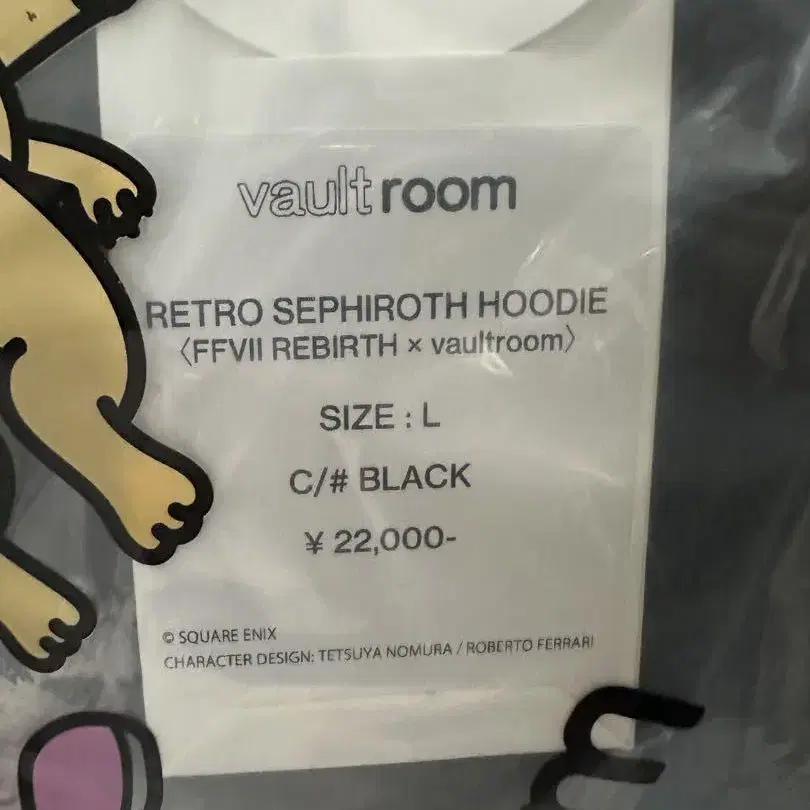 vaultroom
RETRO SEPHIROTH HOODIE
〈FFVII REBIRTH × vaultroom〉
SIZE : L
C/# BLACK
¥ 22,000-
© SQUARE ENIX
CHARACTER DESIGN: TETSUYA NOMURA / ROBERTO FERRARI